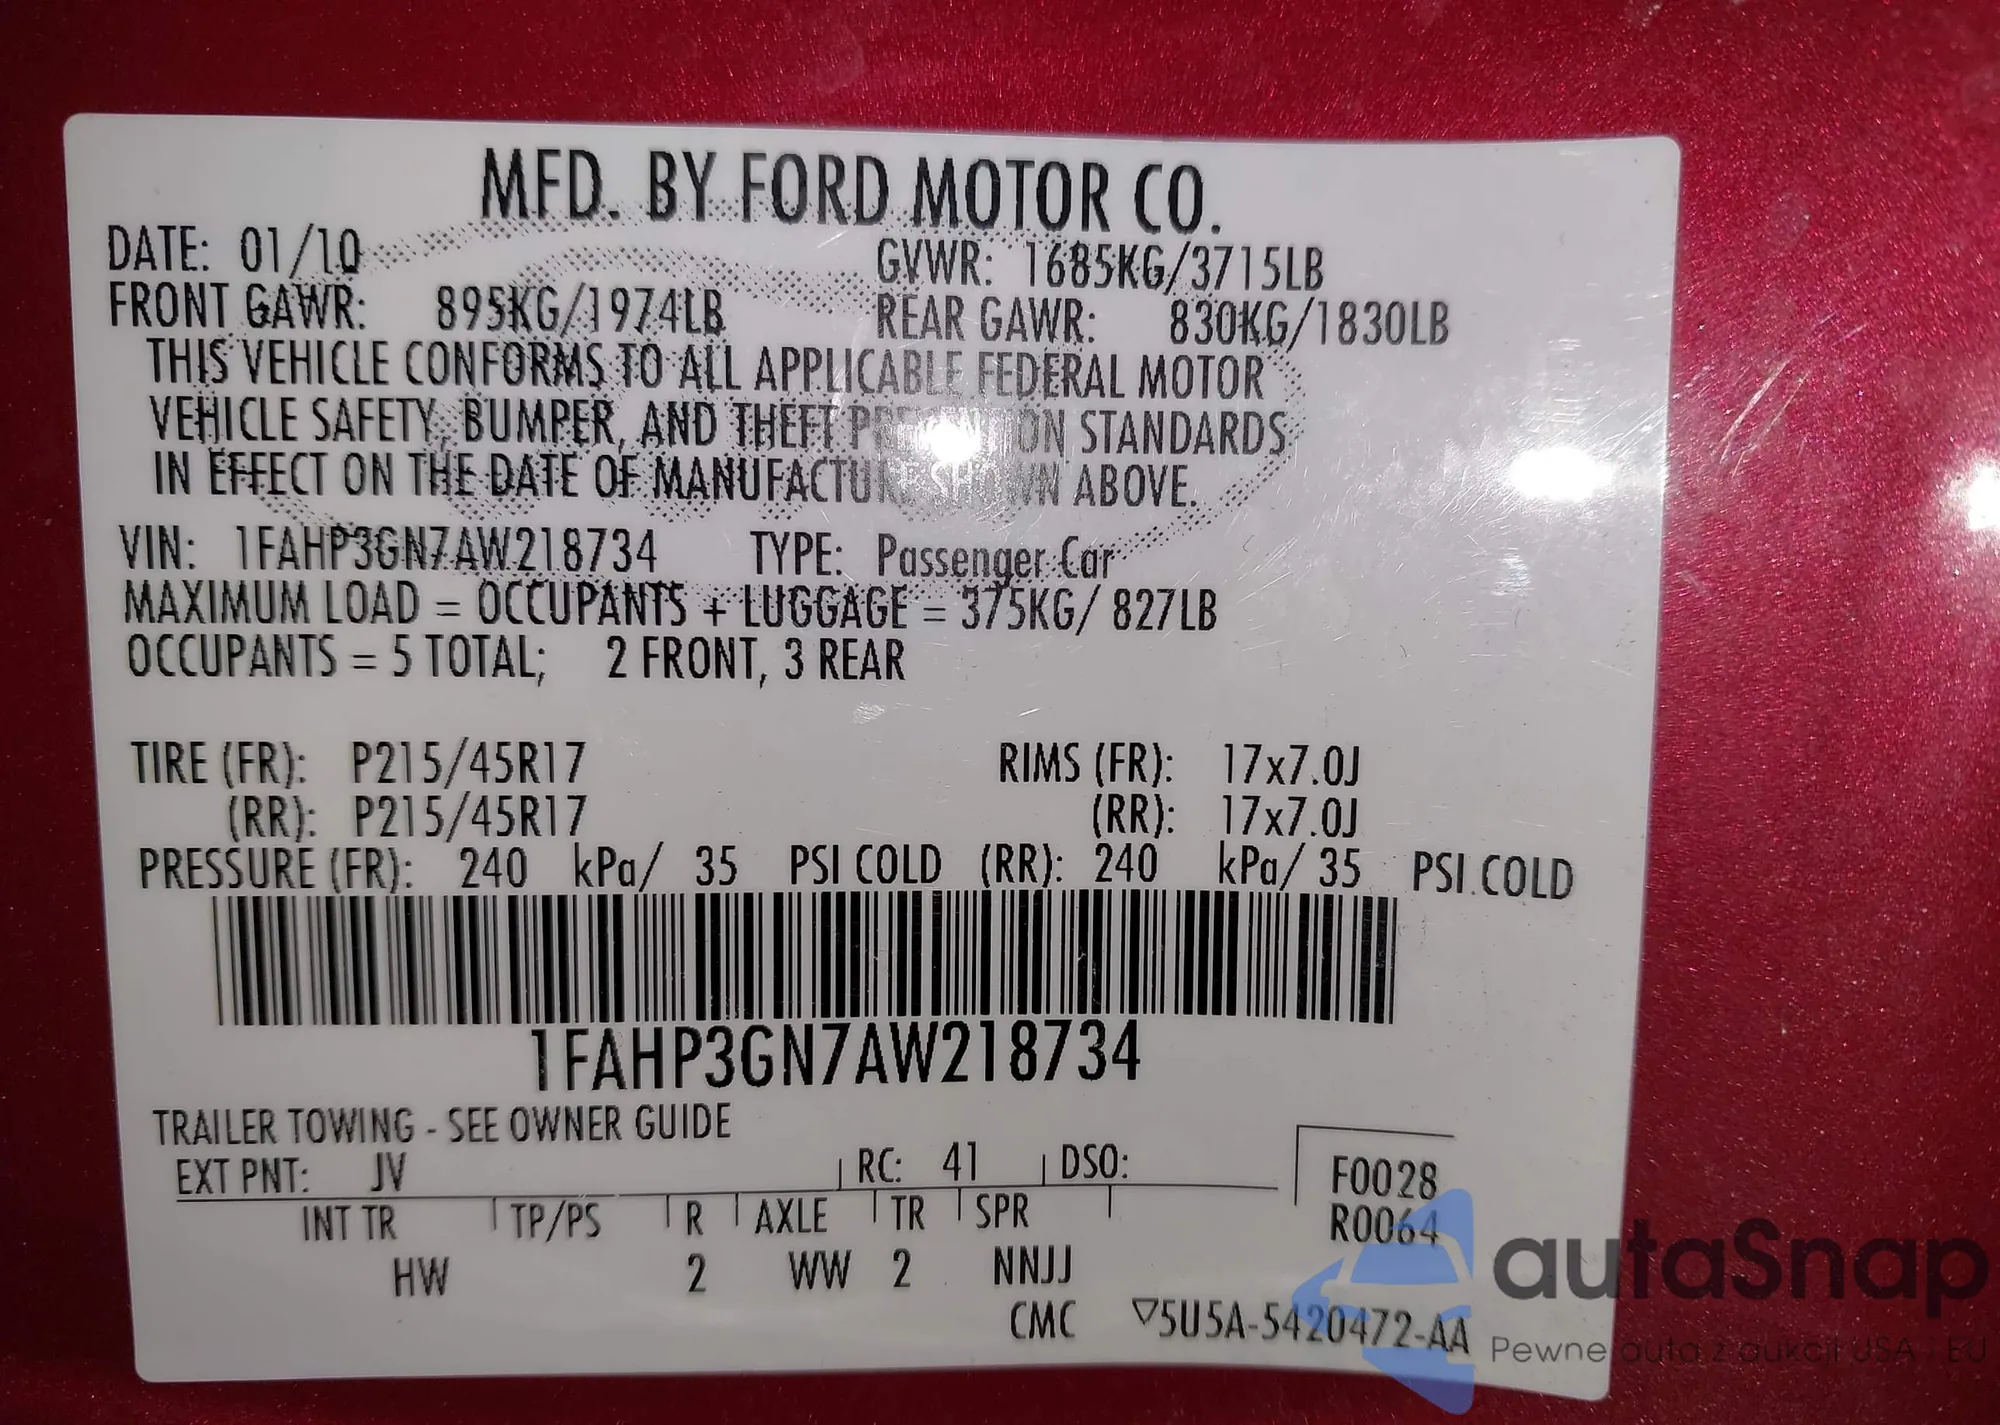 MFD. BY FORD MOTOR CO.
DATE: 01/10 GVWR: 1685KG/3715LB
FRONT GAWR: 895KG/1974LB REAR GAWR: 830KG/1830LB
THIS VEHICLE CONFORMS TO ALL APPLICABLE FEDERAL MOTOR
VEHICLE SAFETY, BUMPER, AND THEFT PREVENTION STANDARDS
IN EFFECT ON THE DATE OF MANUFACTURE SHOWN ABOVE.
VIN: 1FAHP3GN7AW218734 TYPE: Passenger Car
MAXIMUM LOAD = OCCUPANTS + LUGGAGE = 375KG/ 827LB
OCCUPANTS = 5 TOTAL; 2 FRONT, 3 REAR
TIRE (FR): P215/45R17 RIMS (FR): 17x7.0J
(RR): P215/45R17 (RR): 17x7.0J
PRESSURE (FR): 240 kPa/ 35 PSI COLD (RR): 240 kPa/ 35 PSI COLD
1FAHP3GN7AW218734
TRAILER TOWING - SEE OWNER GUIDE
EXT PNT: JV RC: 41 DSO: F0028
INT TR TP/PS R AXLE TR SPR R0064
HW 2 WW 2 NNJJ
CMC ▽5U5A-5420472-AA
autaSnap
Pewne auta z aukcji USA - EU